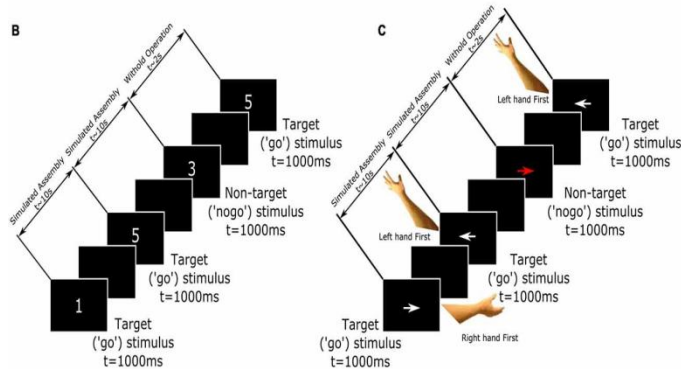 B
Withold Operation
t~2s
Simulated Assembly
t~10s
Simulated Assembly
t~10s
5
Target
('go') stimulus
t=1000ms
3
Non-target
('nogo') stimulus
t=1000ms
5
Target
('go') stimulus
t=1000ms
1
Target
('go') stimulus
t=1000ms
C
Withold Operation
t~2s
Simulated Assembly
t~10s
Simulated Assembly
t~10s
Left hand First
Target
('go') stimulus
t=1000ms
Non-target
('nogo') stimulus
t=1000ms
Left hand First
Target
('go') stimulus
t=1000ms
Right hand First
Target
('go') stimulus
t=1000ms